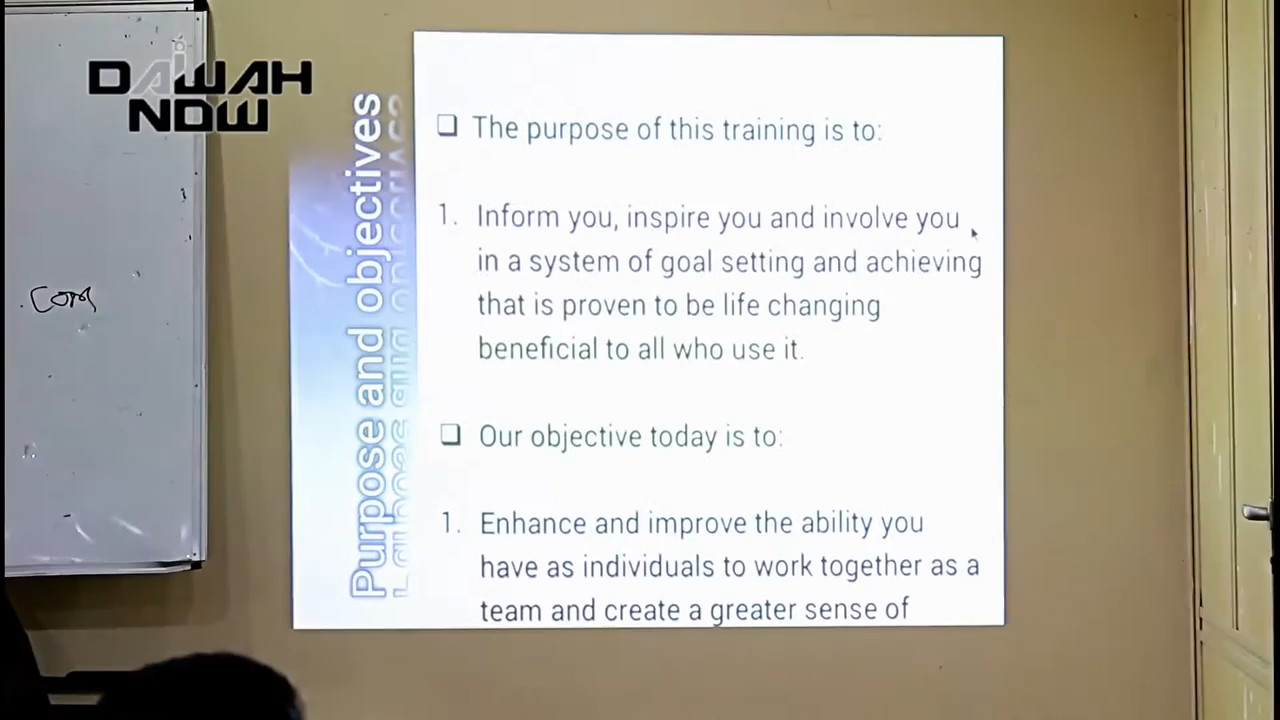 DAWAH
NOW
.com
Purpose and objectives
❑ The purpose of this training is to:
1. Inform you, inspire you and involve you
in a system of goal setting and achieving
that is proven to be life changing
beneficial to all who use it.
❑ Our objective today is to:
1. Enhance and improve the ability you
have as individuals to work together as a
team and create a greater sense of